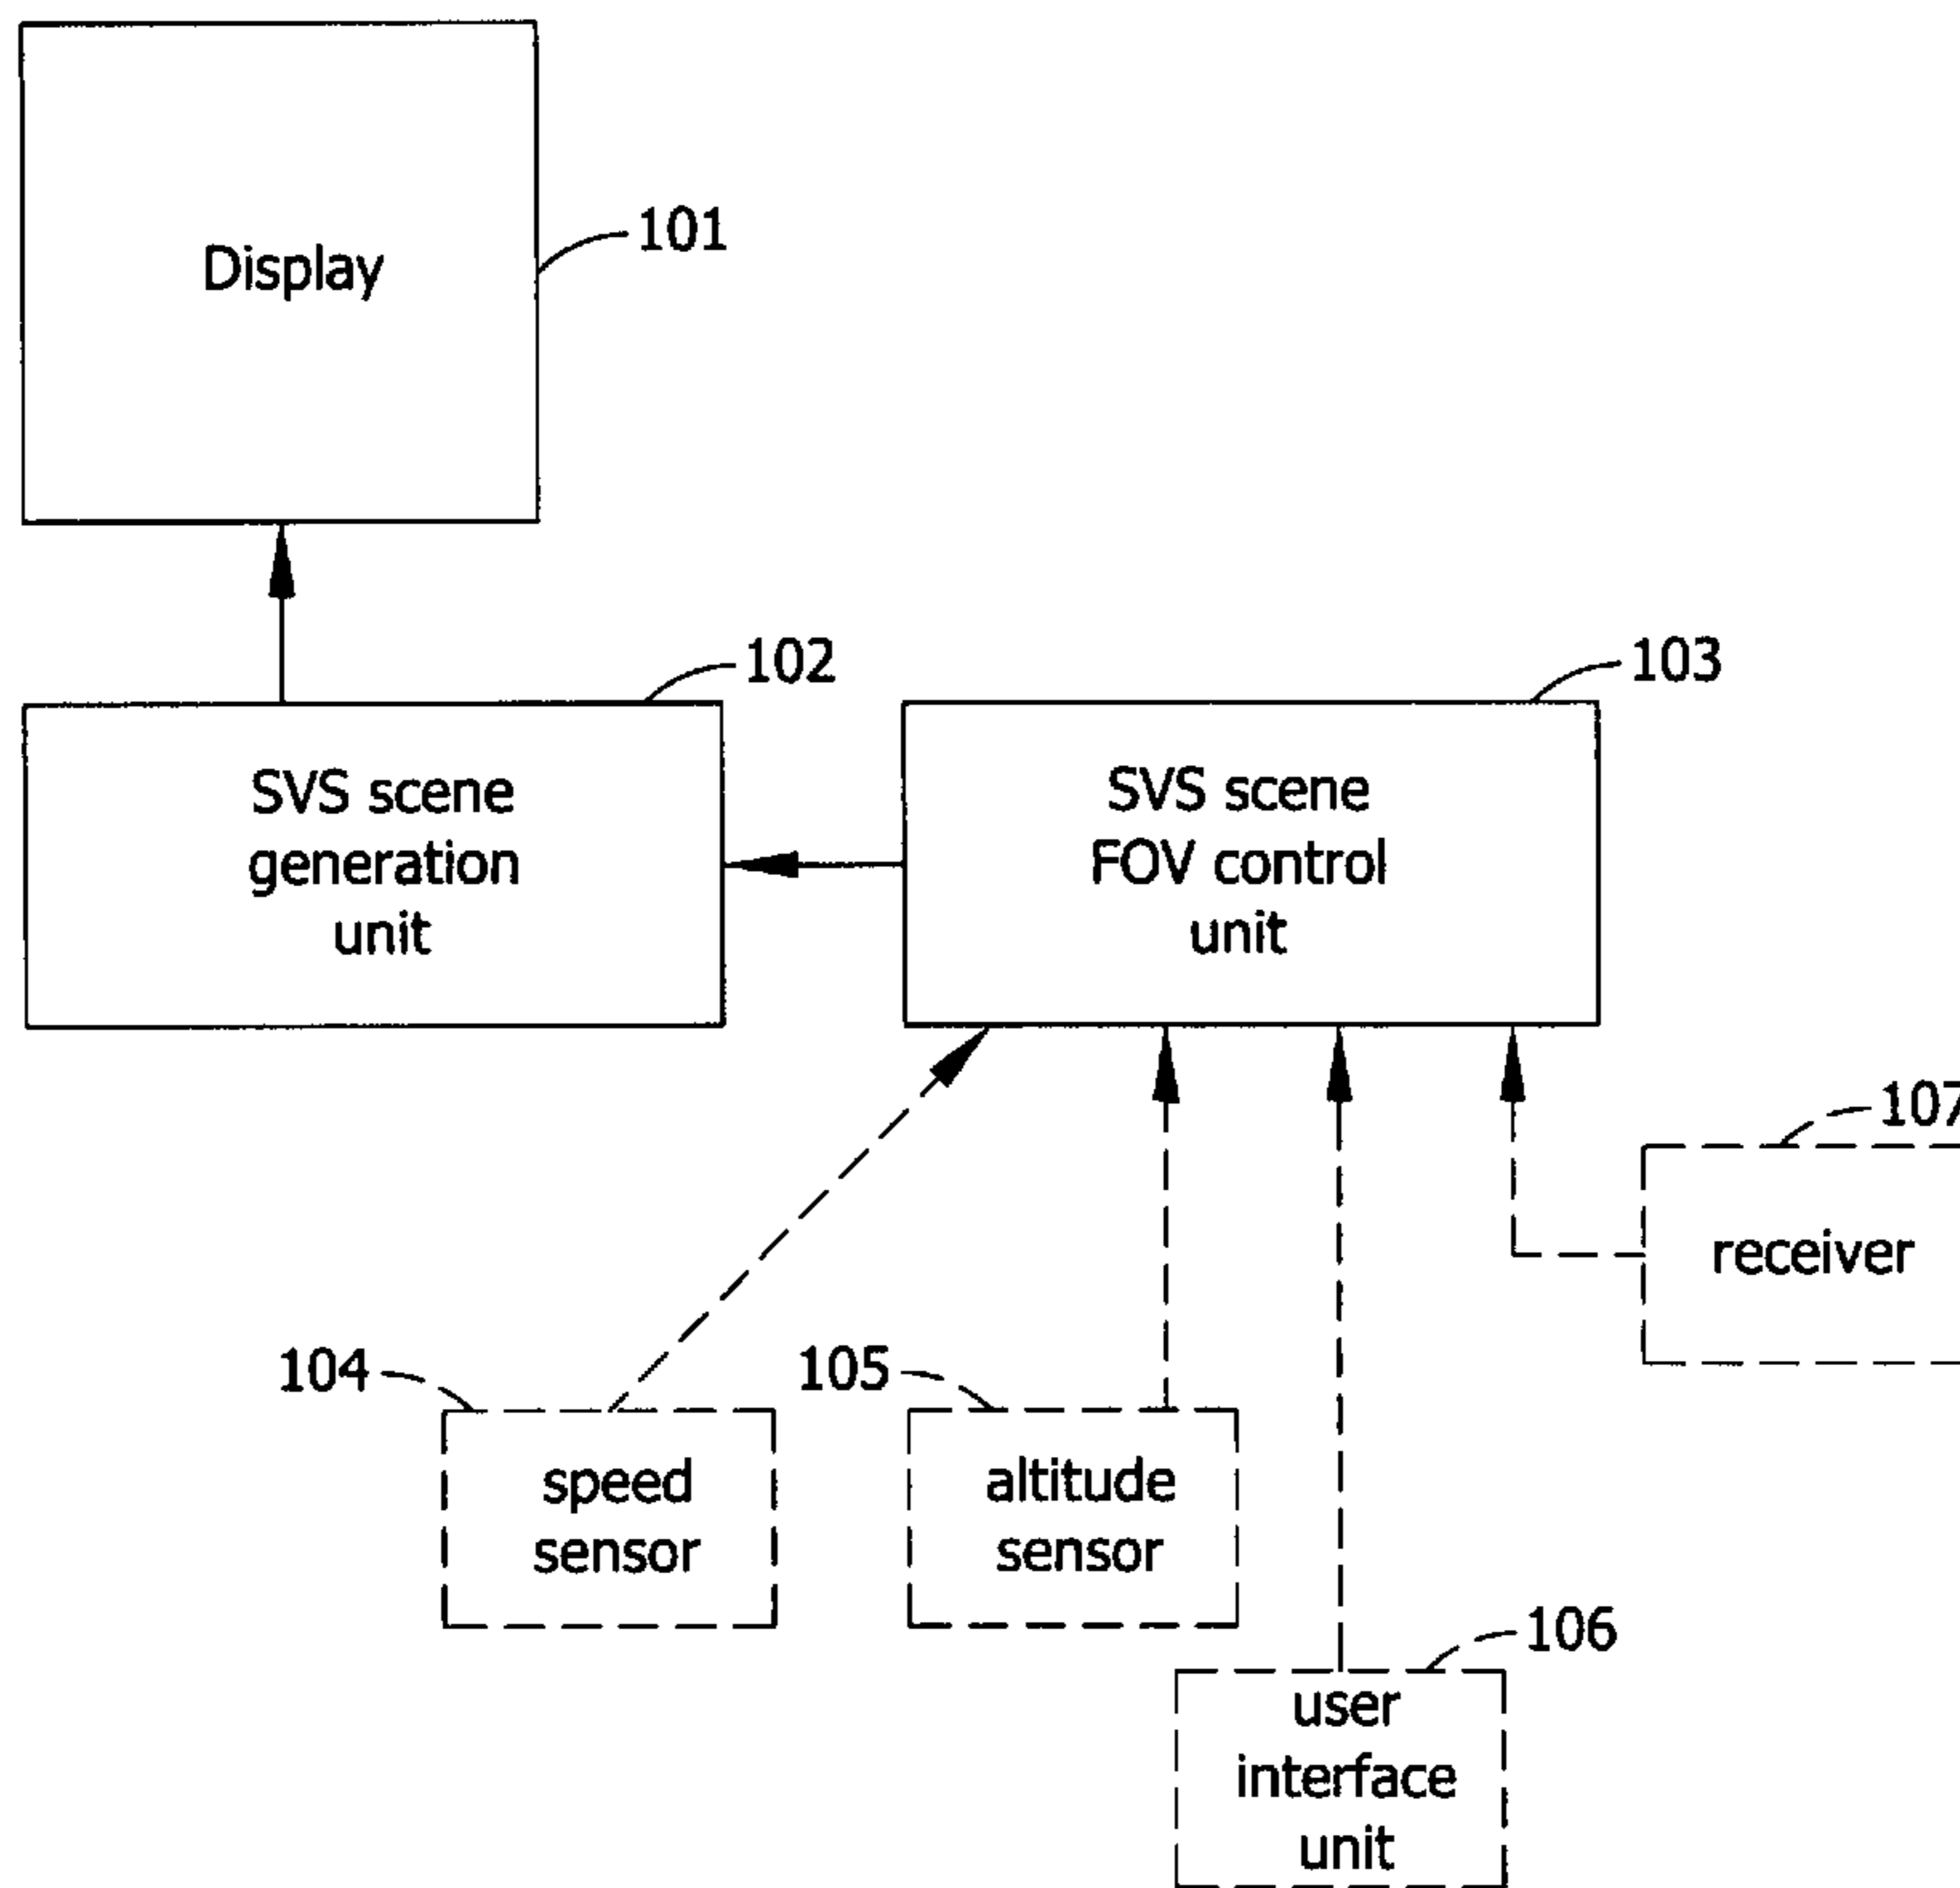 Display
101
102
103
SVS scene
generation
unit
SVS scene
FOV control
unit
107
receiver
104
105
speed
sensor
altitude
sensor
106
user
interface
unit